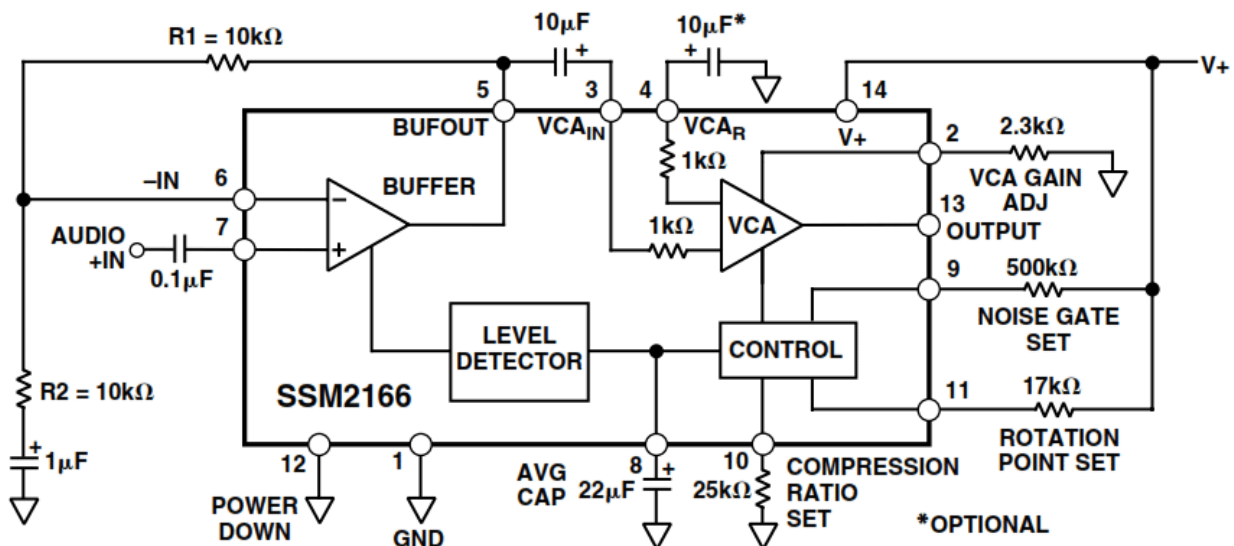 R1 = 10kΩ
10µF
+
10µF*
+
V+
5
3
4
14
BUFOUT
VCAIN
VCAR
V+
2
2.3kΩ
1kΩ
VCA GAIN
ADJ
–IN
6
BUFFER
–
+
7
AUDIO
+IN
0.1µF
1kΩ
VCA
13
OUTPUT
9
500kΩ
NOISE GATE
SET
LEVEL
DETECTOR
CONTROL
R2 = 10kΩ
SSM2166
11
17kΩ
ROTATION
POINT SET
+
1µF
12
1
AVG
CAP
8
+
22µF
10
25kΩ
COMPRESSION
RATIO
SET
POWER
DOWN
GND
*OPTIONAL